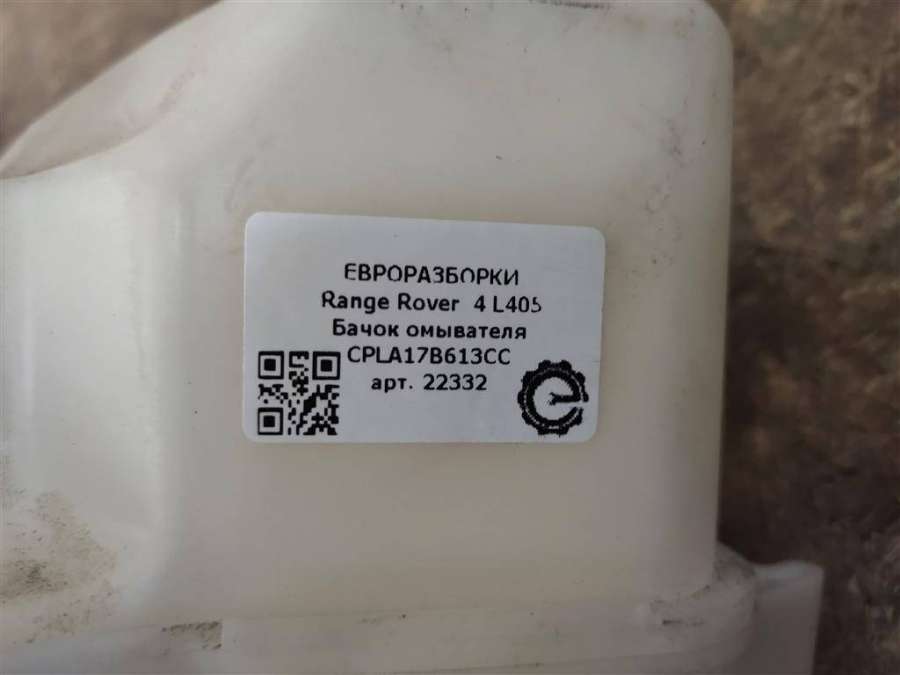 ЕВРОРАЗБОРКИ
Range Rover 4 L405
Бачок омывателя
CPLA17B613CC
арт. 22332